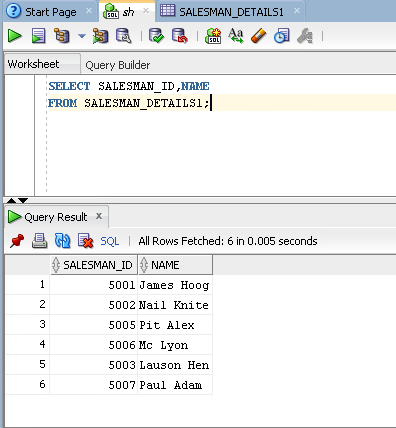 Start Page sh SALESMAN_DETAILS1
SQL
Aa
Worksheet Query Builder
SELECT SALESMAN_ID,NAME
FROM SALESMAN_DETAILS1;
Query Result x
SQL | All Rows Fetched: 6 in 0.005 seconds
SALESMAN_ID NAME
1 5001 James Hoog
2 5002 Nail Knite
3 5005 Pit Alex
4 5006 Mc Lyon
5 5003 Lauson Hen
6 5007 Paul Adam